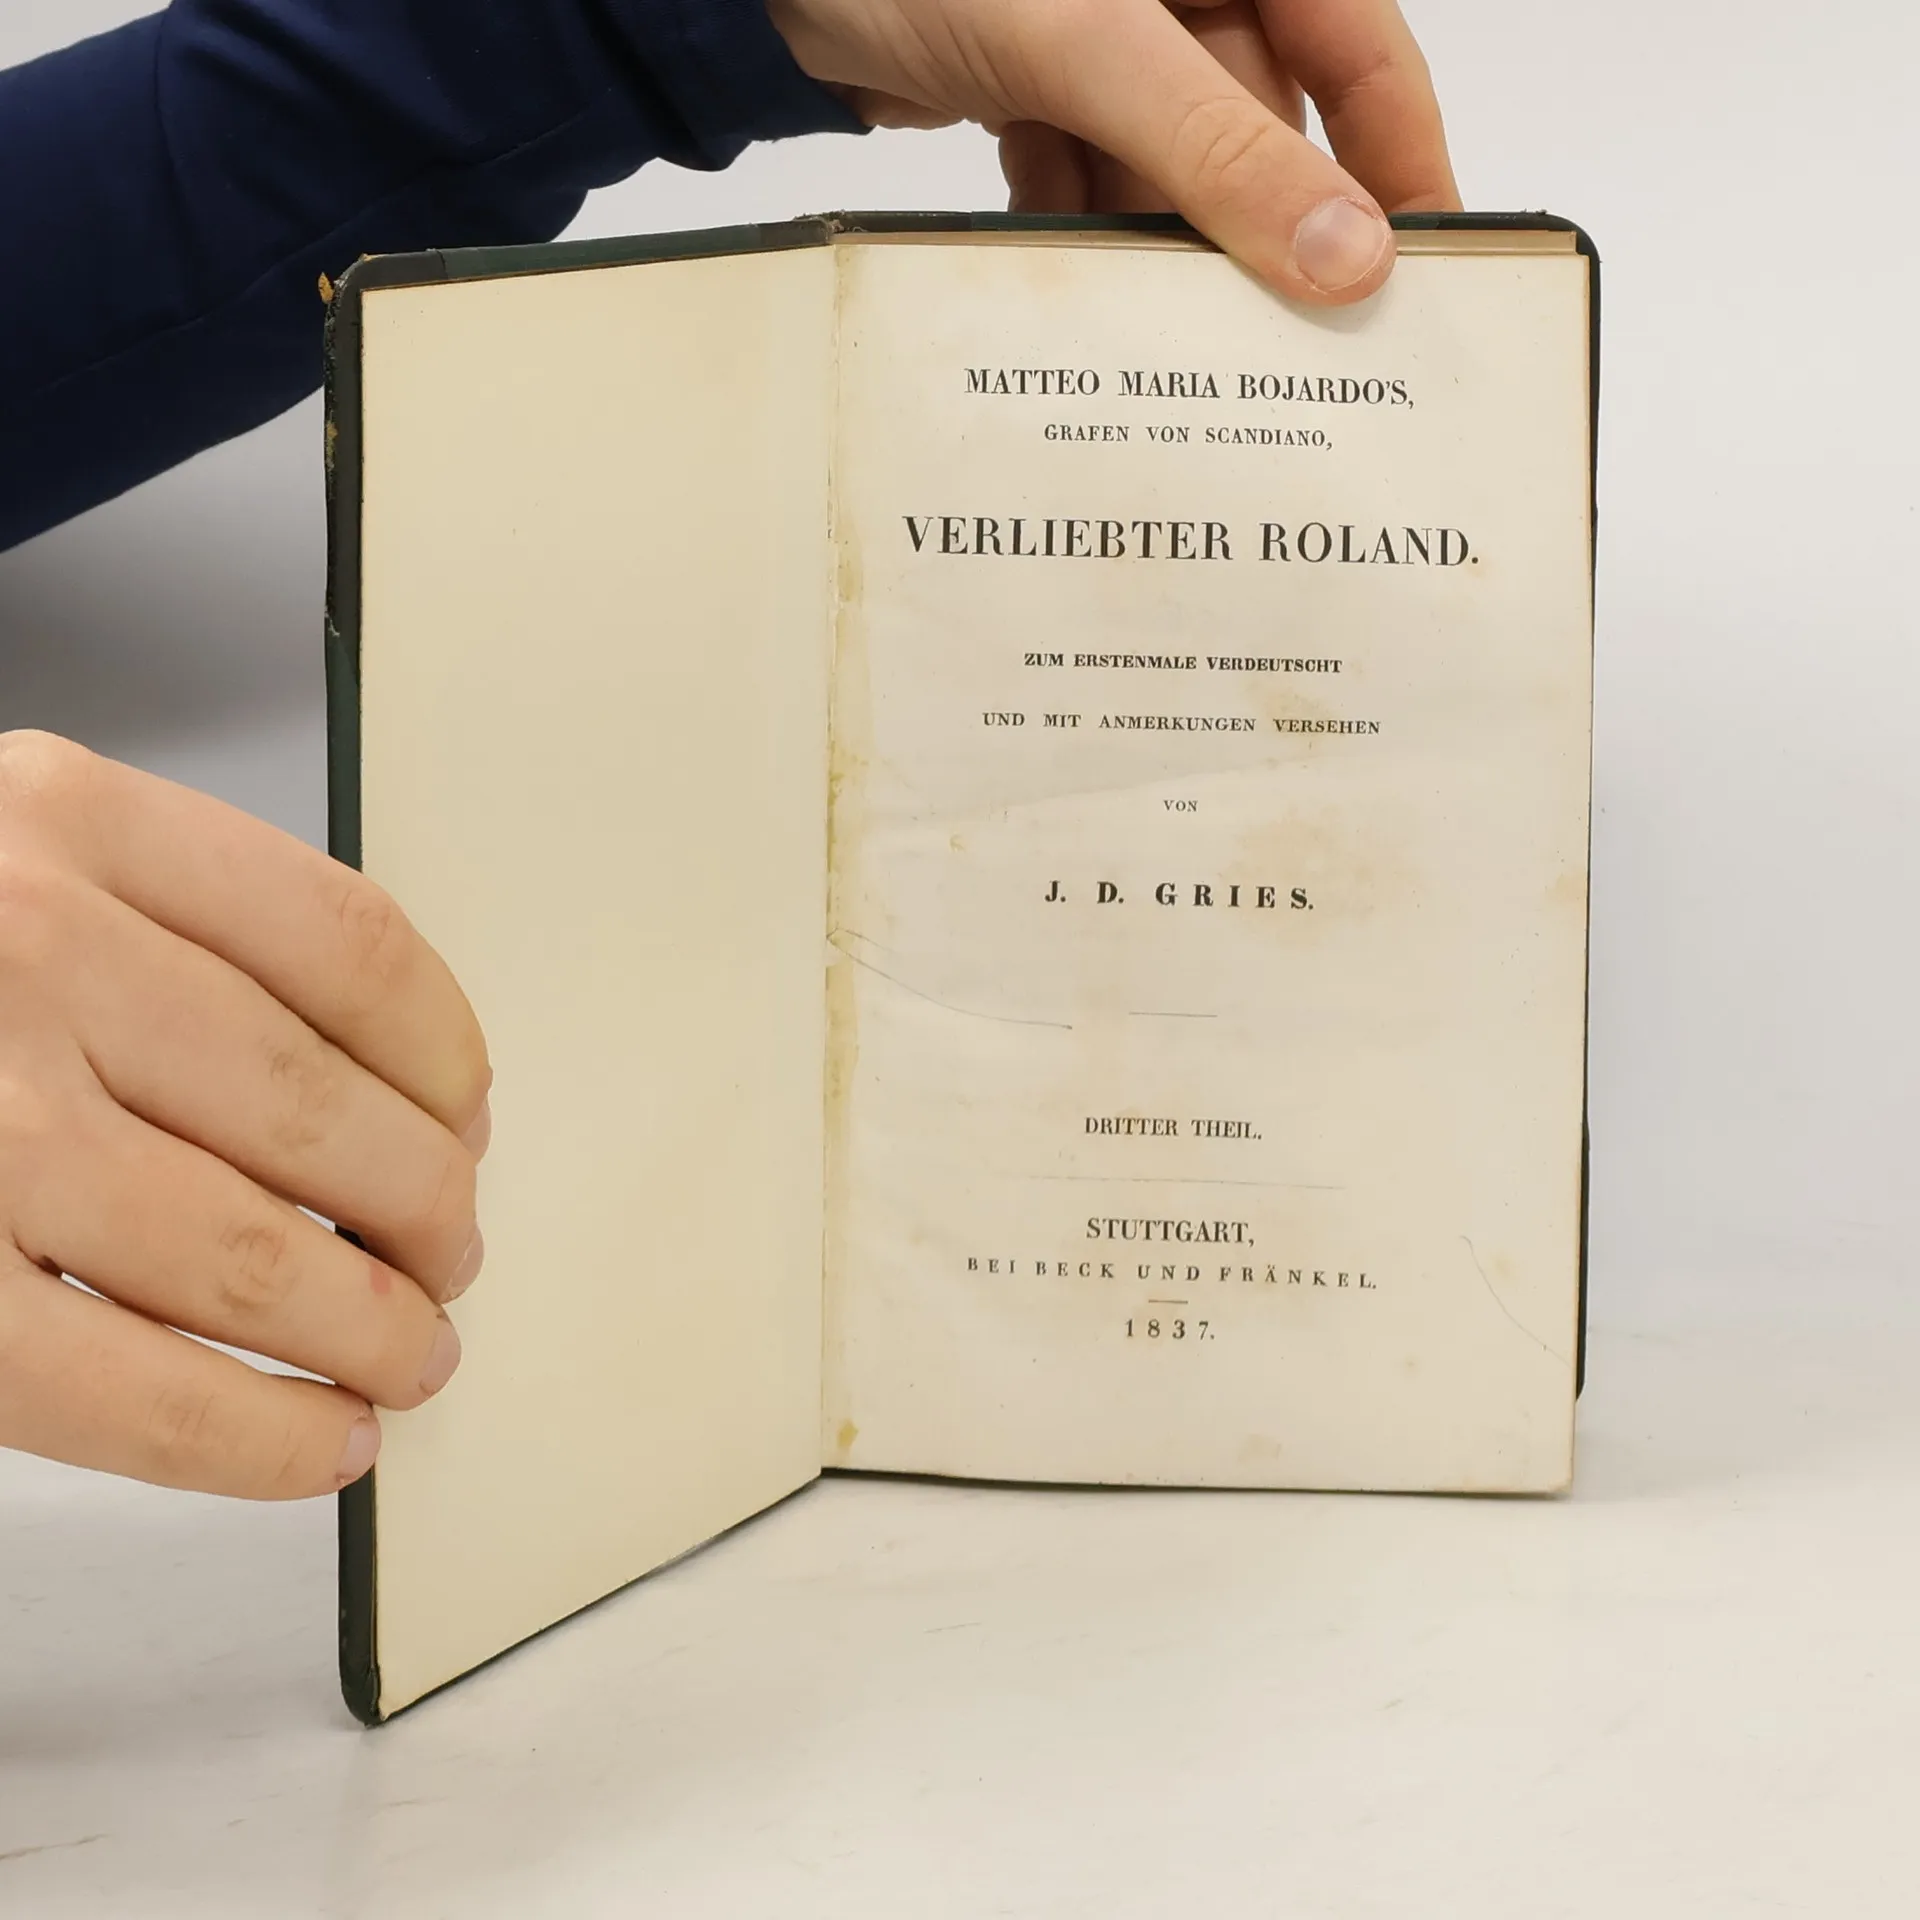 MATTEO MARIA BOJARDO'S,
GRAFEN VON SCANDIANO,
VERLIEBTER ROLAND.
ZUM ERSTENMALE VERDEUTSCHT
UND MIT ANMERKUNGEN VERSEHEN
VON
J. D. GRIES.
DRITTER THEIL.
STUTTGART,
BEI BECK UND FRÄNKEL.
1837.